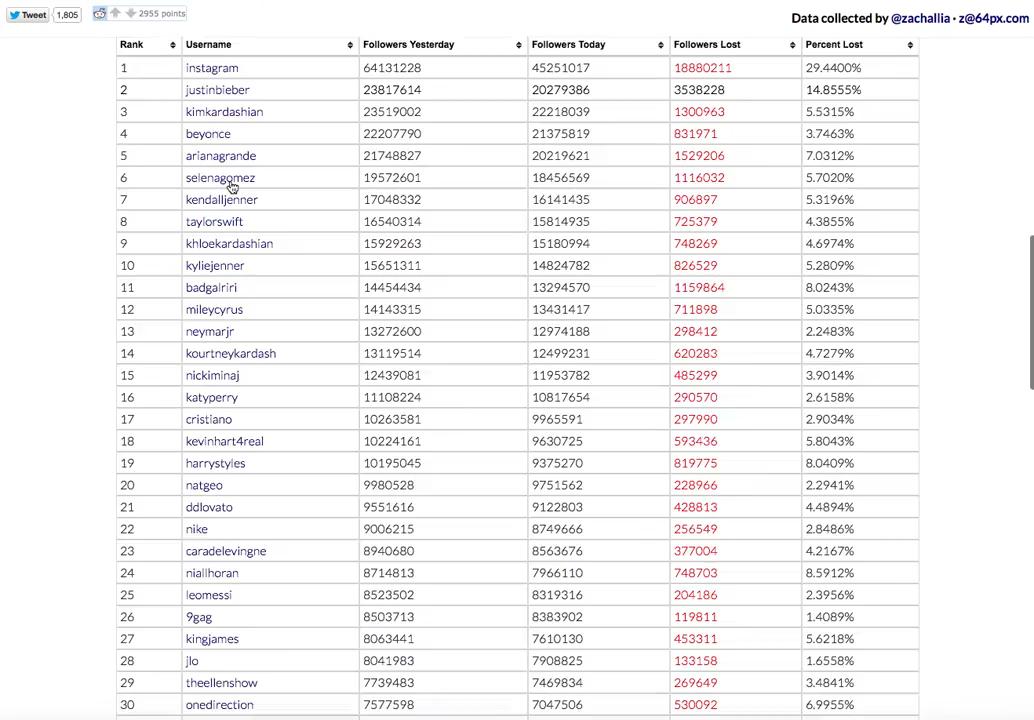 Tweet 1,805 2955 points
Data collected by @zachallia · z@64px.com
Rank Username Followers Yesterday Followers Today Followers Lost Percent Lost
1 instagram 64131228 45251017 18880211 29.4400%
2 justinbieber 23817614 20279386 3538228 14.8555%
3 kimkardashian 23519002 22218039 1300963 5.5315%
4 beyonce 22207790 21375819 831971 3.7463%
5 arianagrande 21748827 20219621 1529206 7.0312%
6 selenagomez 19572601 18456569 1116032 5.7020%
7 kendalljenner 17048332 16141435 906897 5.3196%
8 taylorswift 16540314 15814935 725379 4.3855%
9 khloekardashian 15929263 15180994 748269 4.6974%
10 kyliejenner 15651311 14824782 826529 5.2809%
11 badgalriri 14454434 13294570 1159864 8.0243%
12 mileycyrus 14143315 13431417 711898 5.0335%
13 neymarjr 13272600 12974188 298412 2.2483%
14 kourtneykardash 13119514 12499231 620283 4.7279%
15 nickiminaj 12439081 11953782 485299 3.9014%
16 katyperry 11108224 10817654 290570 2.6158%
17 cristiano 10263581 9965591 297990 2.9034%
18 kevinhart4real 10224161 9630725 593436 5.8043%
19 harrystyles 10195045 9375270 819775 8.0409%
20 natgeo 9980528 9751562 228966 2.2941%
21 ddlovato 9551616 9122803 428813 4.4894%
22 nike 9006215 8749666 256549 2.8486%
23 caradelevingne 8940680 8563676 377004 4.2167%
24 niallhoran 8714813 7966110 748703 8.5912%
25 leomessi 8523502 8319316 204186 2.3956%
26 9gag 8503713 8383902 119811 1.4089%
27 kingjames 8063441 7610130 453311 5.6218%
28 jlo 8041983 7908825 133158 1.6558%
29 theellenshow 7739483 7469834 269649 3.4841%
30 onedirection 7577598 7047506 530092 6.9955%